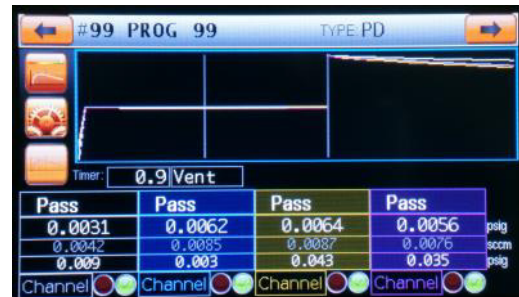 #99 PROG 99 TYPE PD
Timer: 0.9 Vent
Pass Pass Pass Pass
0.0031 0.0062 0.0064 0.0056 psig
0.0042 0.0085 0.0087 0.0076 sccm
0.009 0.003 0.043 0.035 psig
Channel Channel Channel Channel